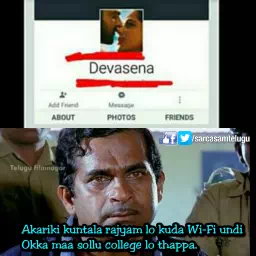 Devasena
Add Friend
Message
ABOUT
PHOTOS
FRIENDS
/sarcasamtelugu
Telugu filmnagar
Akariki kuntala rajyam lo kuda Wi-Fi undi
Okka maa sollu college lo thappa.